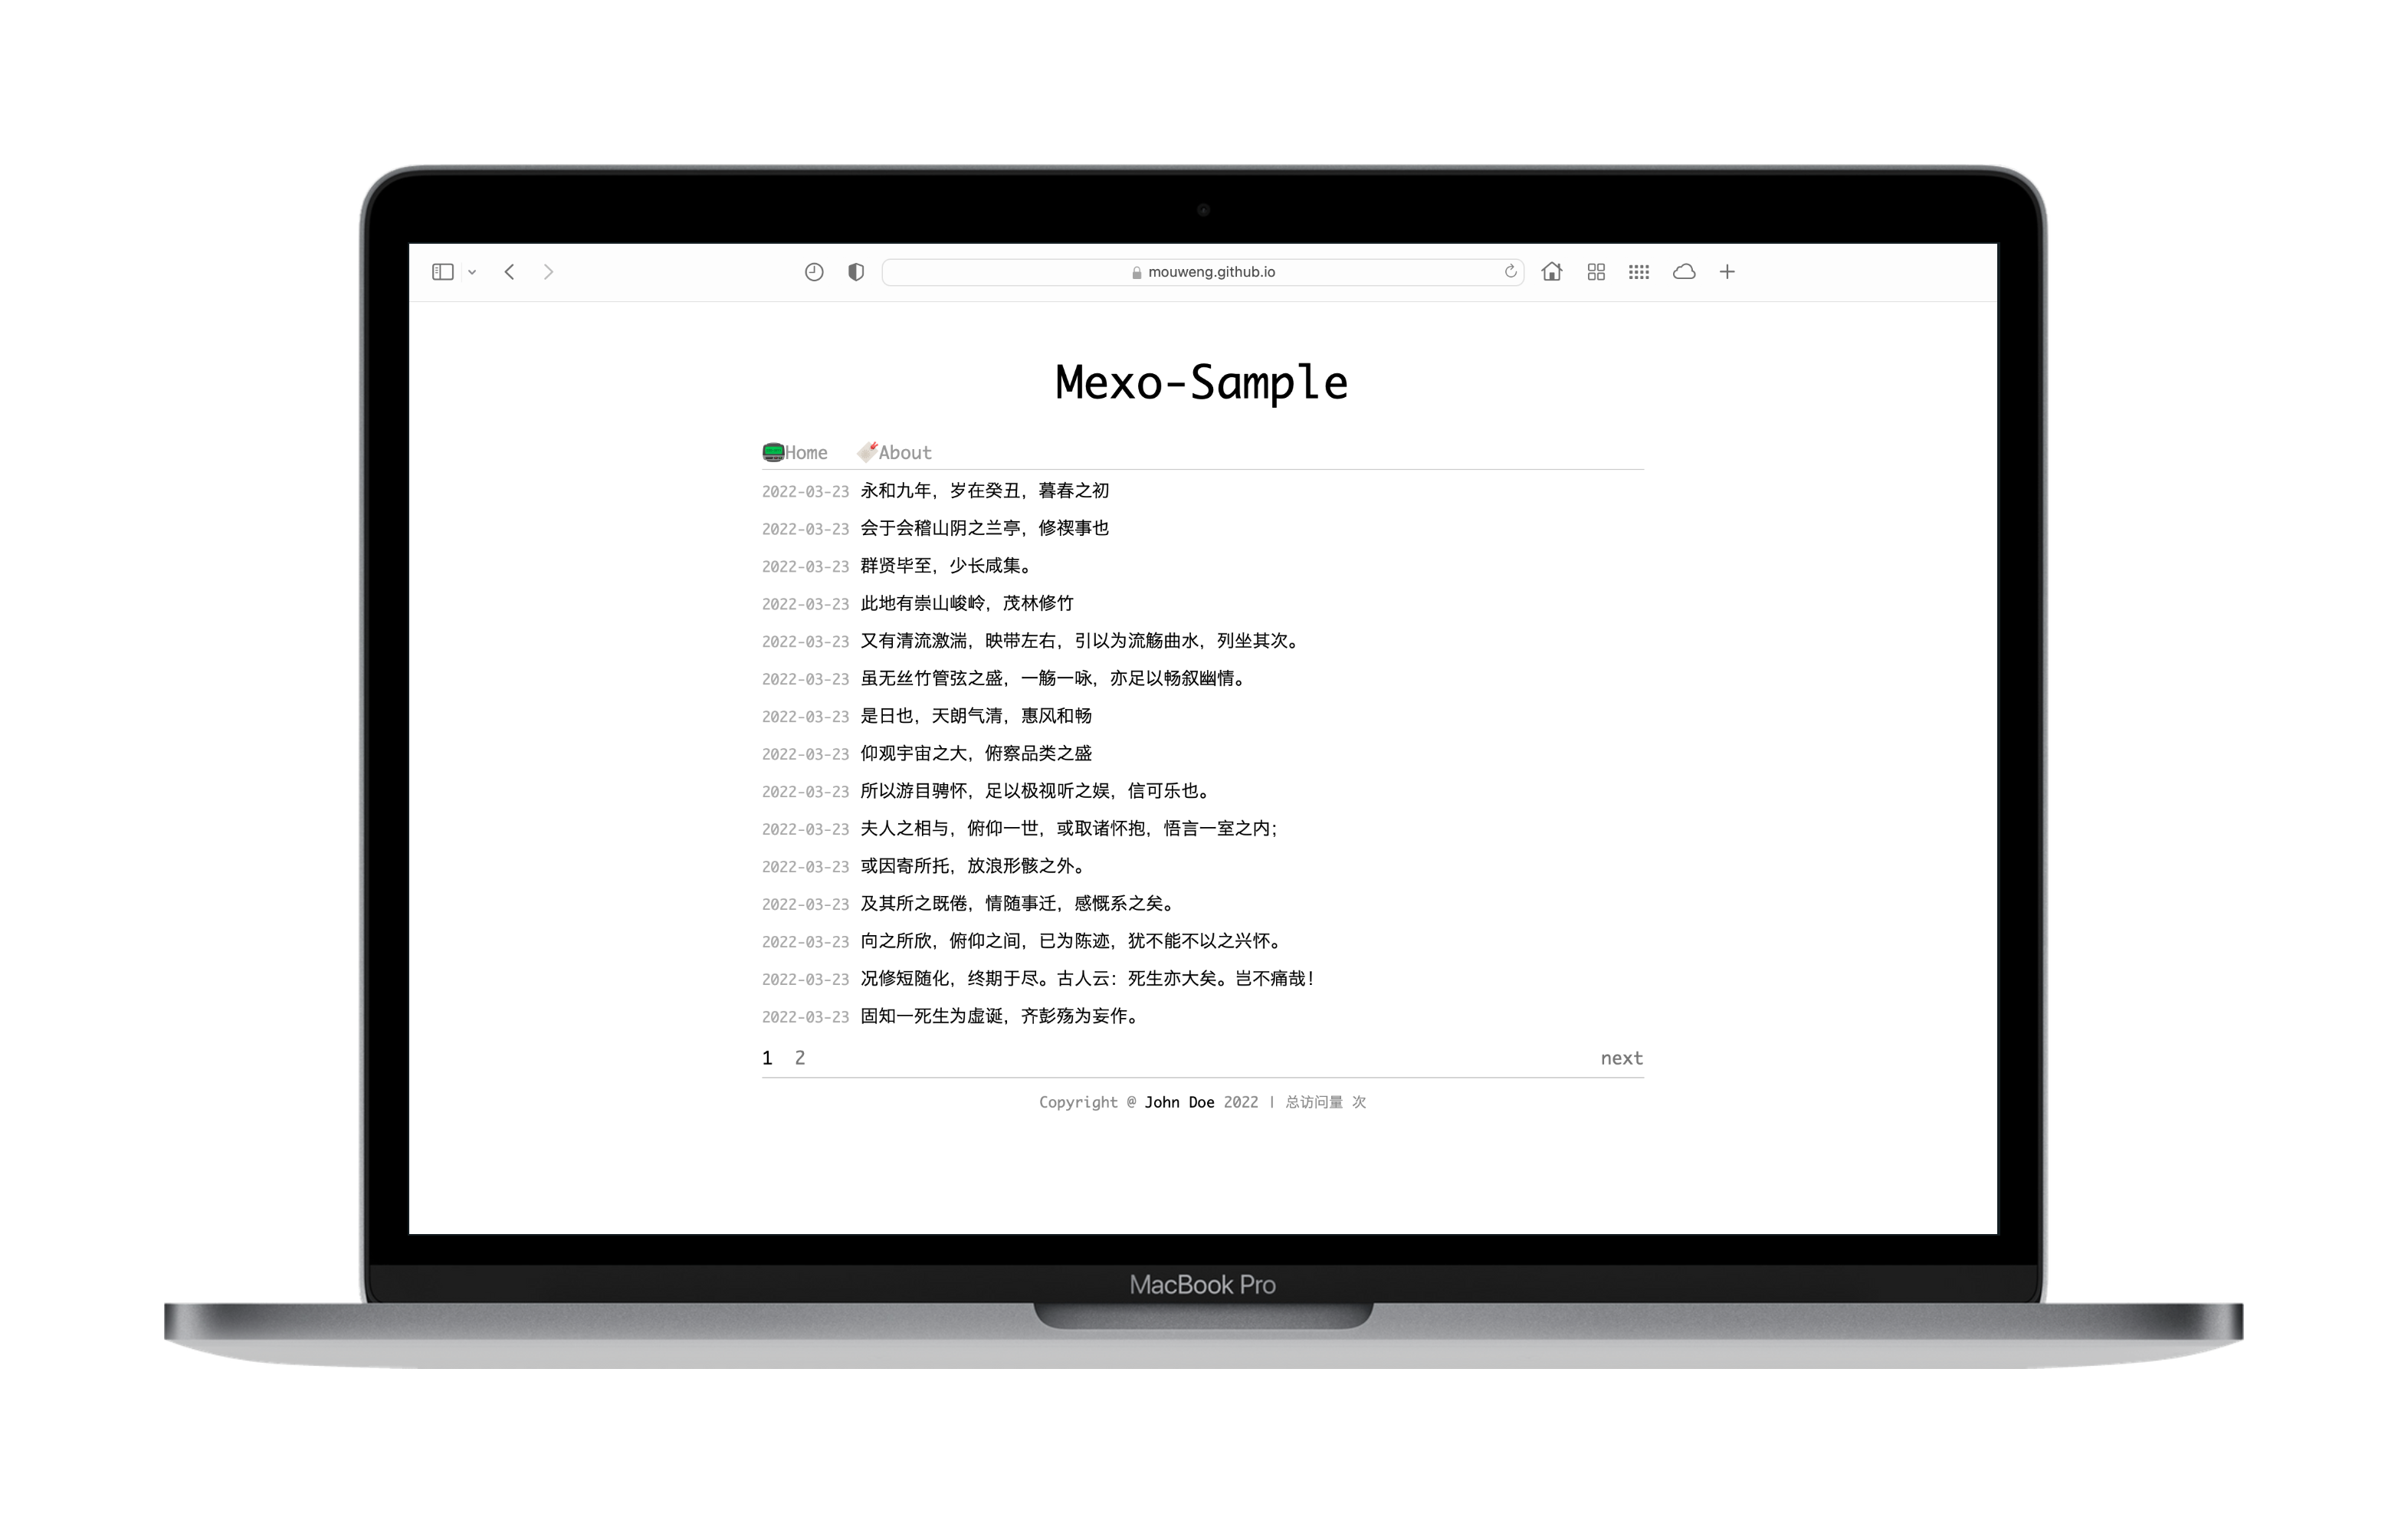 mouweng.github.io
Mexo-Sample
Home About
2022-03-23 永和九年，岁在癸丑，暮春之初
2022-03-23 会于会稽山阴之兰亭，修禊事也
2022-03-23 群贤毕至，少长咸集。
2022-03-23 此地有崇山峻岭，茂林修竹
2022-03-23 又有清流激湍，映带左右，引以为流觞曲水，列坐其次。
2022-03-23 虽无丝竹管弦之盛，一觞一咏，亦足以畅叙幽情。
2022-03-23 是日也，天朗气清，惠风和畅
2022-03-23 仰观宇宙之大，俯察品类之盛
2022-03-23 所以游目骋怀，足以极视听之娱，信可乐也。
2022-03-23 夫人之相与，俯仰一世，或取诸怀抱，悟言一室之内；
2022-03-23 或因寄所托，放浪形骸之外。
2022-03-23 及其所之既倦，情随事迁，感慨系之矣。
2022-03-23 向之所欣，俯仰之间，已为陈迹，犹不能不以之兴怀。
2022-03-23 况修短随化，终期于尽。古人云：死生亦大矣。岂不痛哉！
2022-03-23 固知一死生为虚诞，齐彭殇为妄作。
1 2 next
Copyright @ John Doe 2022 | 总访问量 次
MacBook Pro